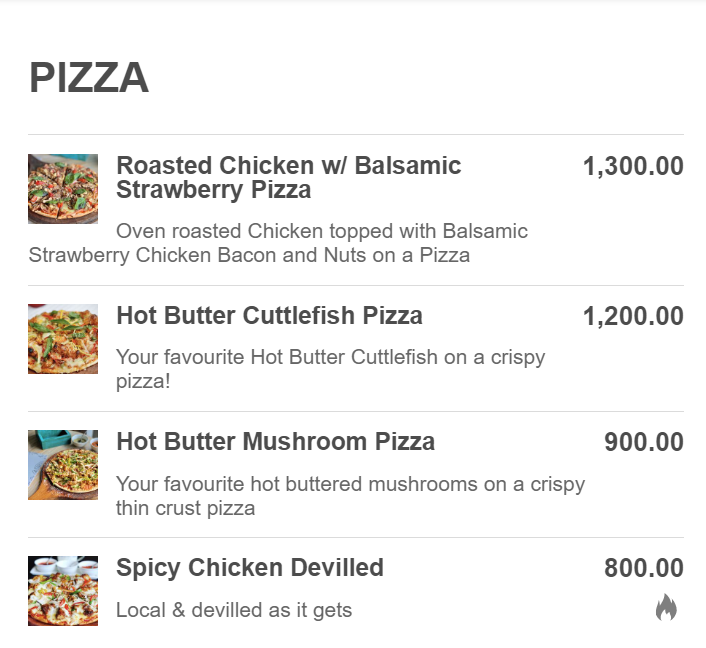 PIZZA
Roasted Chicken w/ Balsamic
Strawberry Pizza
1,300.00
Oven roasted Chicken topped with Balsamic
Strawberry Chicken Bacon and Nuts on a Pizza
Hot Butter Cuttlefish Pizza
1,200.00
Your favourite Hot Butter Cuttlefish on a crispy
pizza!
Hot Butter Mushroom Pizza
900.00
Your favourite hot buttered mushrooms on a crispy
thin crust pizza
Spicy Chicken Devilled
800.00
Local & devilled as it gets